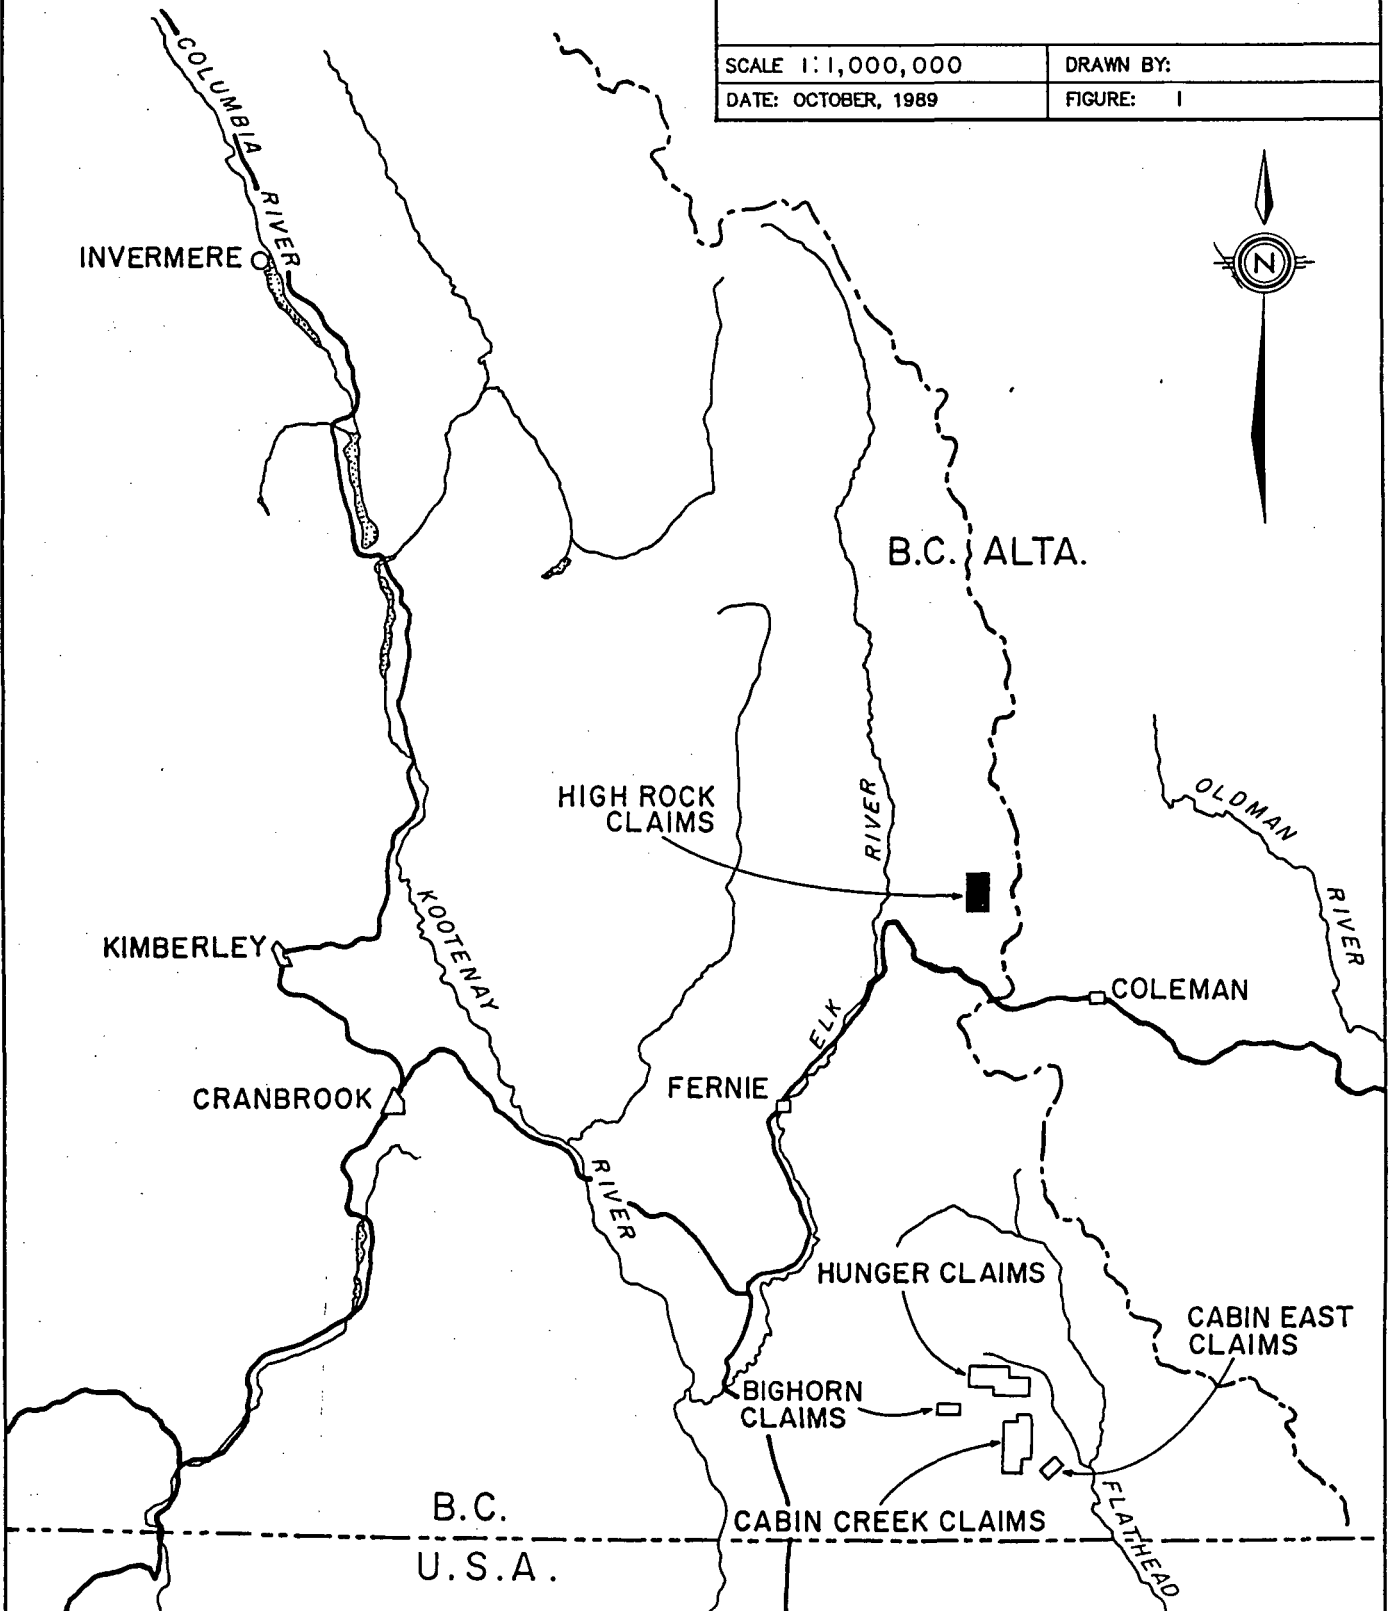 SCALE 1:1,000,000
DRAWN BY:
DATE: OCTOBER, 1989
FIGURE: 1
COLUMBIA RIVER
INVERMERE
N
B.C.
ALTA.
HIGH ROCK
CLAIMS
RIVER
OLDMAN
RIVER
KOOTENAY
KIMBERLEY
COLEMAN
ELK
FERNIE
CRANBROOK
RIVER
HUNGER CLAIMS
CABIN EAST
CLAIMS
BIGHORN
CLAIMS
CABIN CREEK CLAIMS
FLATHEAD
B.C.
U.S.A.